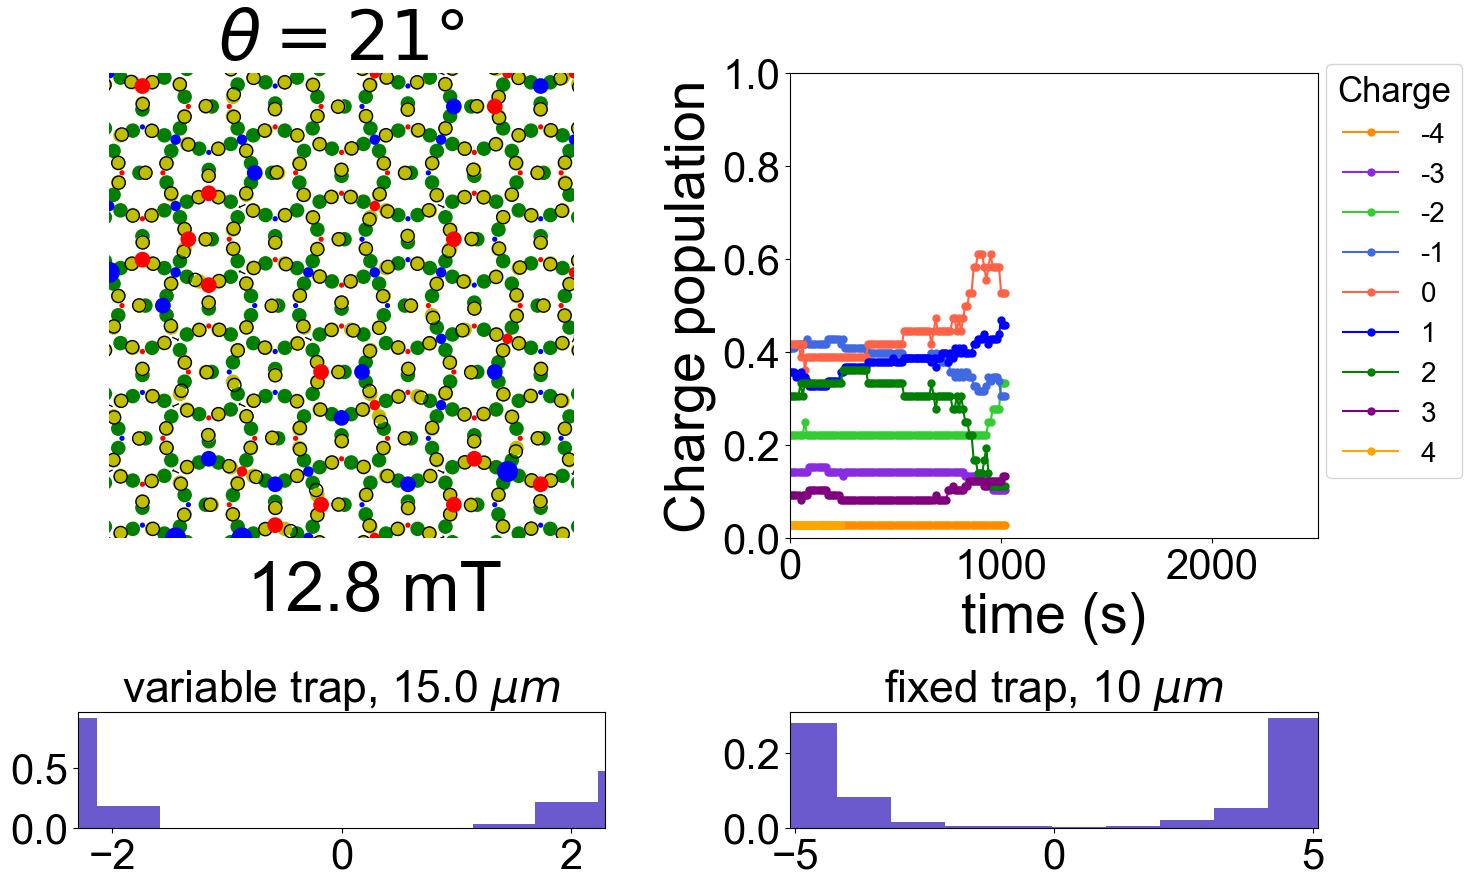 θ = 21°
12.8 mT
1.0
0.8
0.6
0.4
0.2
0.0
Charge population
0 1000 2000
time (s)
Charge
-4
-3
-2
-1
0
1
2
3
4
variable trap, 15.0 μm
0.5
0.0
−2 0 2
fixed trap, 10 μm
0.2
0.0
−5 0 5